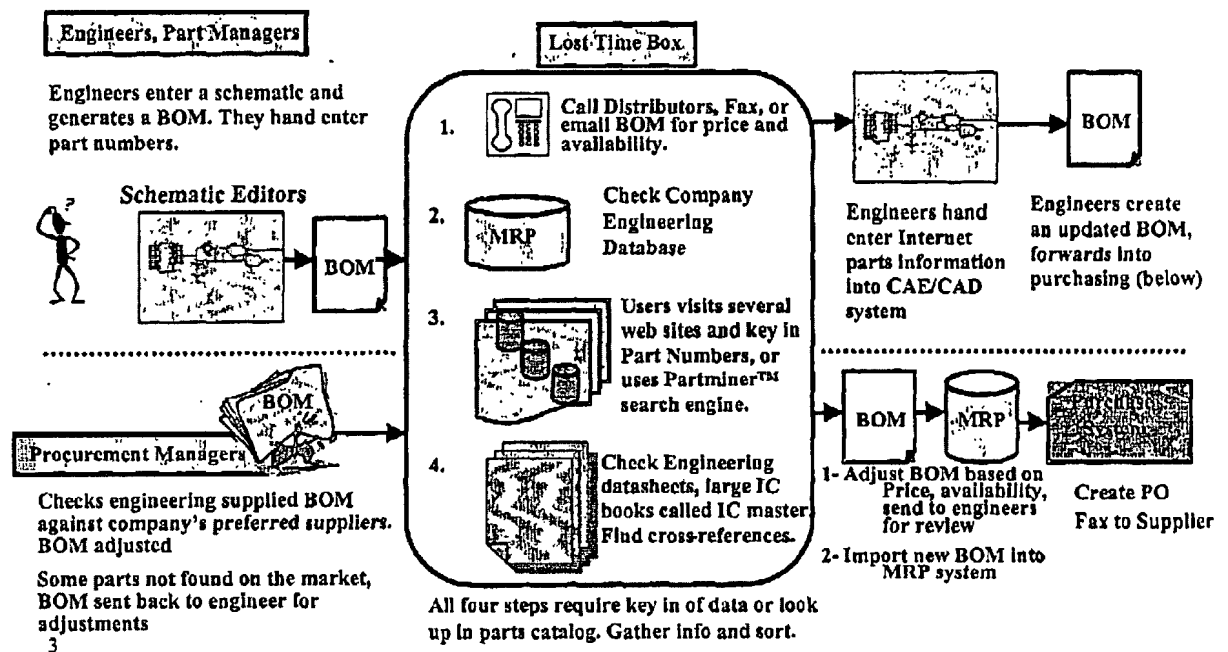 Engineers, Part Managers
Engineers enter a schematic and
generates a BOM. They hand enter
part numbers.
?
Schematic Editors
BOM
BOM
Procurement Managers
Checks engineering supplied BOM
against company's preferred suppliers.
BOM adjusted
Some parts not found on the market,
BOM sent back to engineer for
adjustments
3
Lost Time Box
1.
Call Distributors, Fax, or
email BOM for price and
availability.
2.
MRP
Check Company
Engineering
Database
3.
Users visits several
web sites and key in
Part Numbers, or
uses Partminer™
search engine.
4.
Check Engineering
datasheets, large IC
books called IC master
Find cross-references.
All four steps require key in of data or look
up in parts catalog. Gather info and sort.
BOM
Engineers hand
enter Internet
parts information
into CAE/CAD
system
Engineers create
an updated BOM,
forwards into
purchasing (below)
BOM
MRP
Purchases
Systems
1- Adjust BOM based on
Price, availability,
send to engineers
for review
2- Import new BOM into
MRP system
Create PO
Fax to Supplier